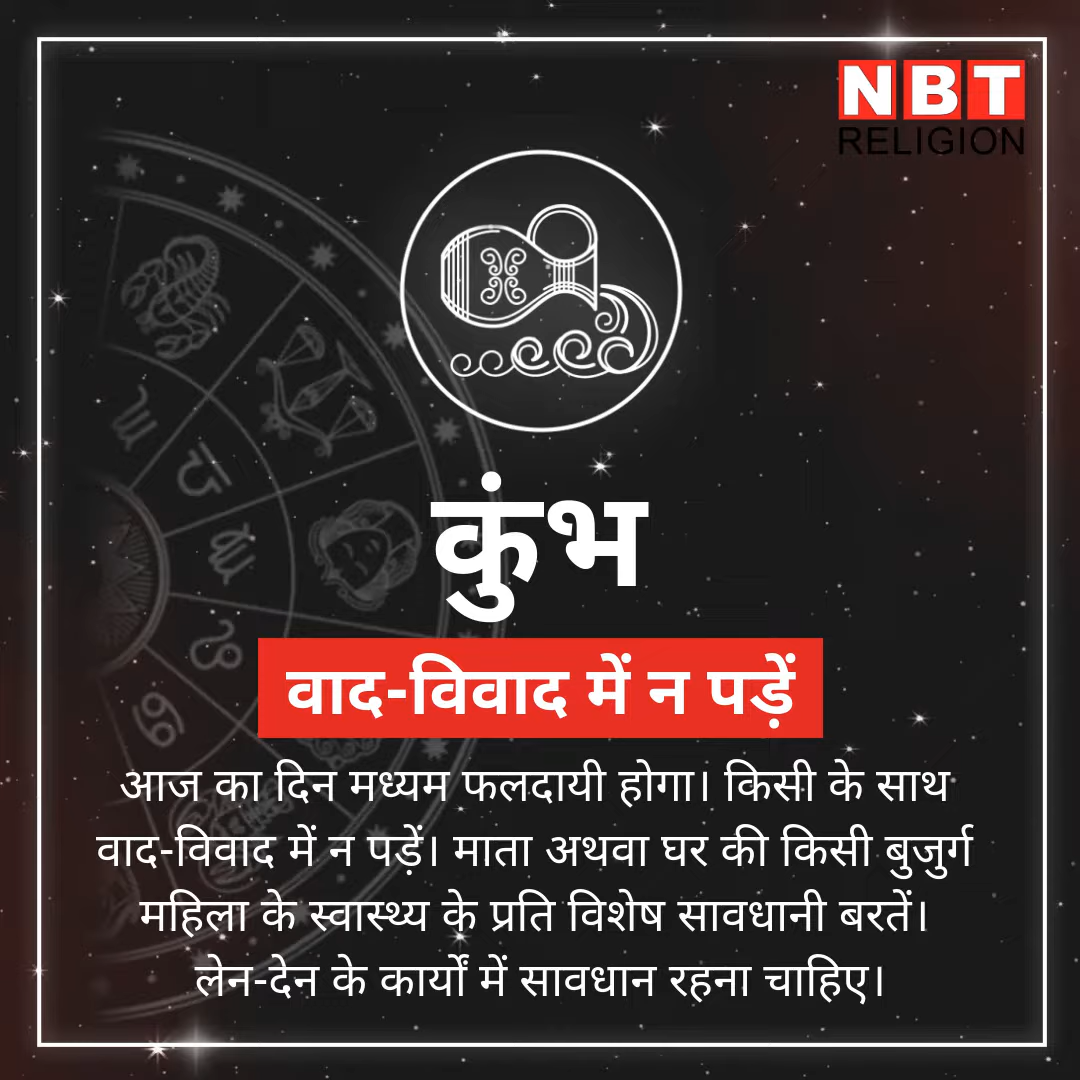 NBT
RELIGION
कुंभ
वाद-विवाद में न पड़ें
आज का दिन मध्यम फलदायी होगा। किसी के साथ
वाद-विवाद में न पड़ें। माता अथवा घर की किसी बुजुर्ग
महिला के स्वास्थ्य के प्रति विशेष सावधानी बरतें।
लेन-देन के कार्यों में सावधान रहना चाहिए।